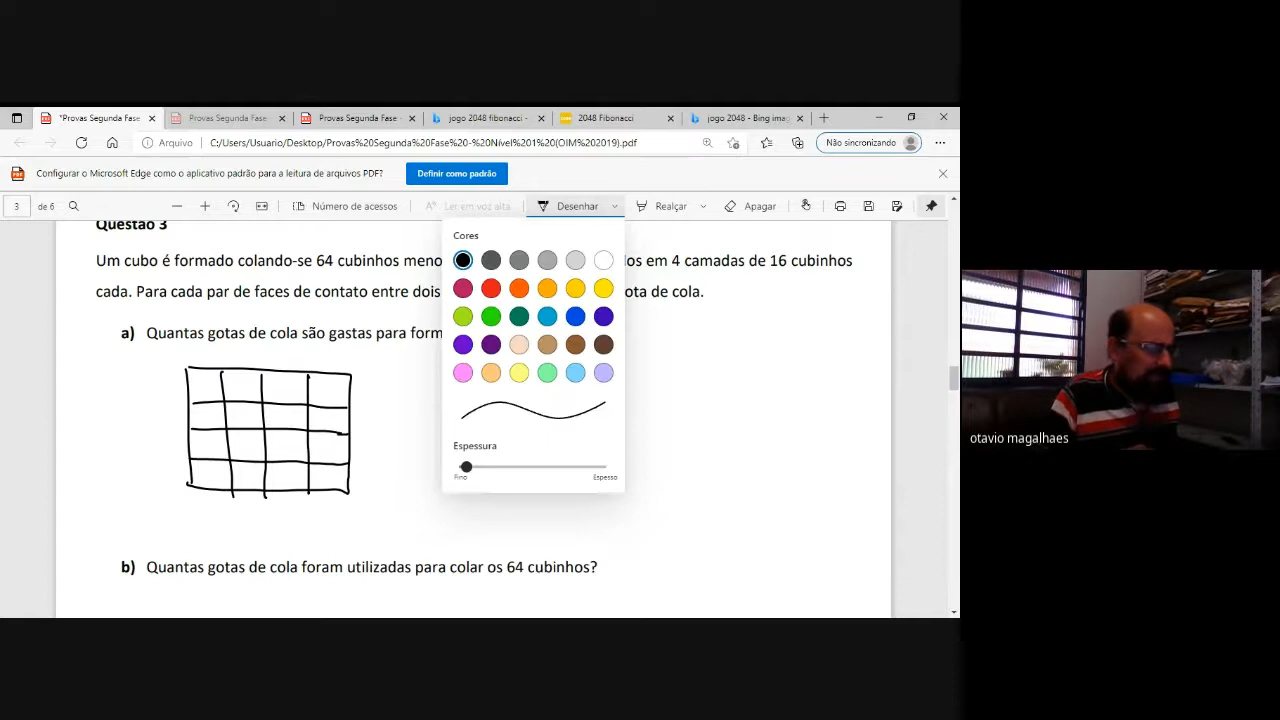 *Provas Segunda Fase
Provas Segunda Fase
Provas Segunda Fase -
jogo 2048 fibonacci -
2048 Fibonacci
jogo 2048 - Bing imag
Arquivo
C:/Users/Usuario/Desktop/Provas%20Segunda%20Fase%20-%20Nível%201%20(OIM%202019).pdf
Não sincronizando
Configurar o Microsoft Edge como o aplicativo padrão para a leitura de arquivos PDF?
Definir como padrão
3
de 6
Número de acessos
Ler em voz alta
Desenhar
Realçar
Apagar
Questão 3
Cores
Um cubo é formado colando-se 64 cubinhos meno
os em 4 camadas de 16 cubinhos
cada. Para cada par de faces de contato entre dois
ota de cola.
a) Quantas gotas de cola são gastas para form
Espessura
Fino
Espesso
b) Quantas gotas de cola foram utilizadas para colar os 64 cubinhos?
otavio magalhaes